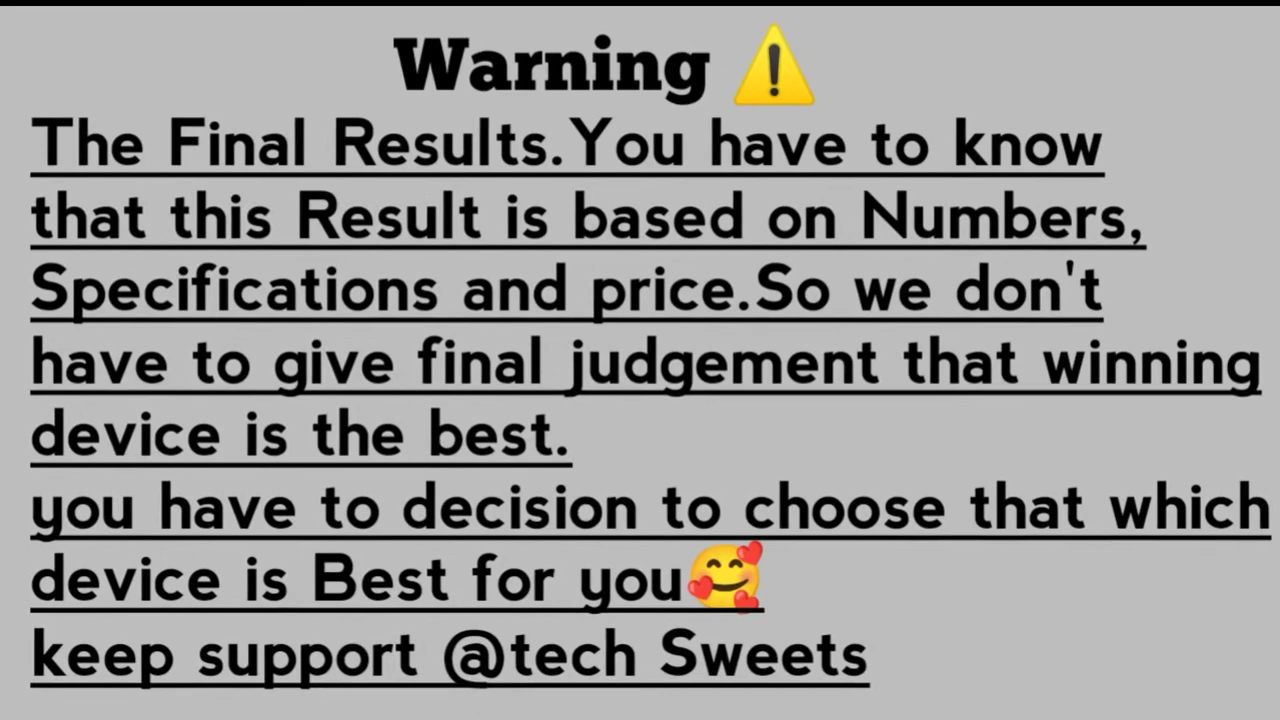 Warning ⚠️
The Final Results.You have to know
that this Result is based on Numbers,
Specifications and price.So we don't
have to give final judgement that winning
device is the best.
you have to decision to choose that which
device is Best for you🥰
keep support @tech Sweets